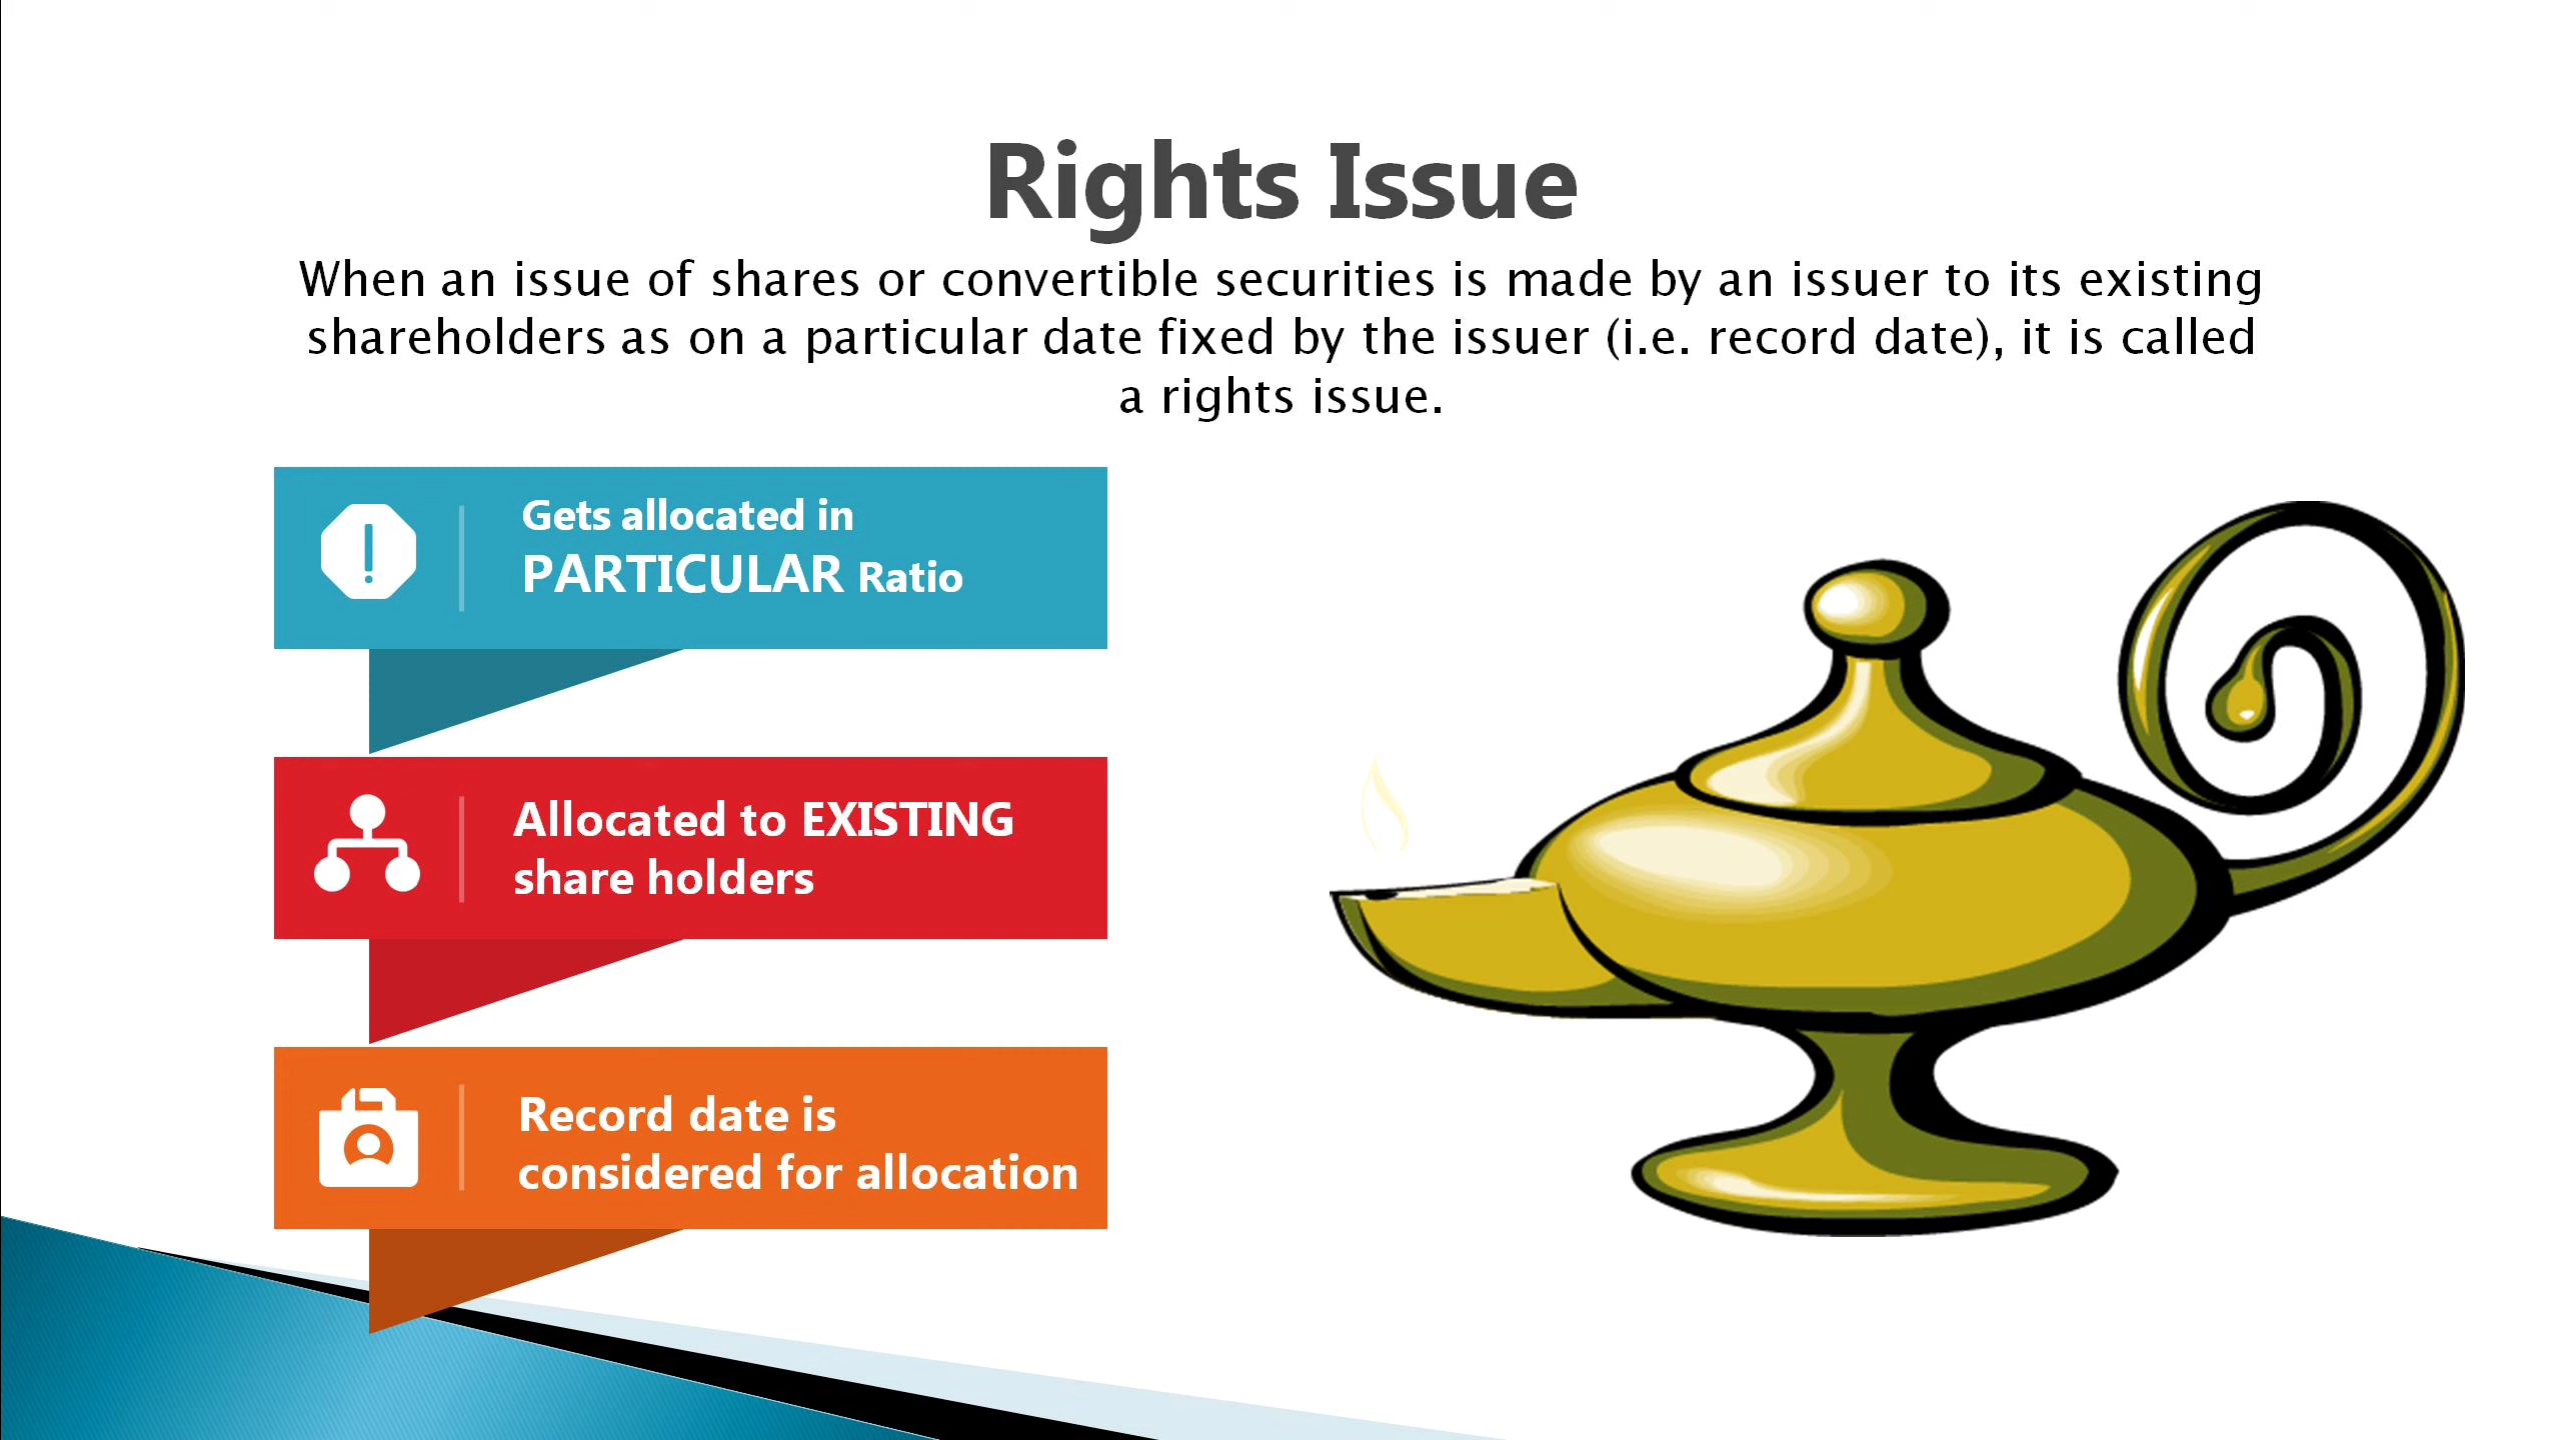 Rights Issue
When an issue of shares or convertible securities is made by an issuer to its existing
shareholders as on a particular date fixed by the issuer (i.e. record date), it is called
a rights issue.
Gets allocated in
PARTICULAR Ratio
Allocated to EXISTING
share holders
Record date is
considered for allocation